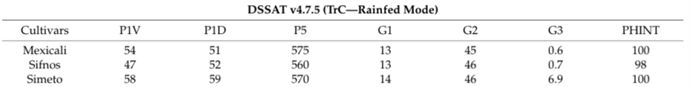 DSSAT v4.7.5 (TrC—Rainfed Mode)
Cultivars P1V P1D P5 G1 G2 G3 PHINT
Mexicali 54 51 575 13 45 0.6 100
Sifnos 47 52 560 13 46 0.7 98
Simeto 58 59 570 14 46 6.9 100